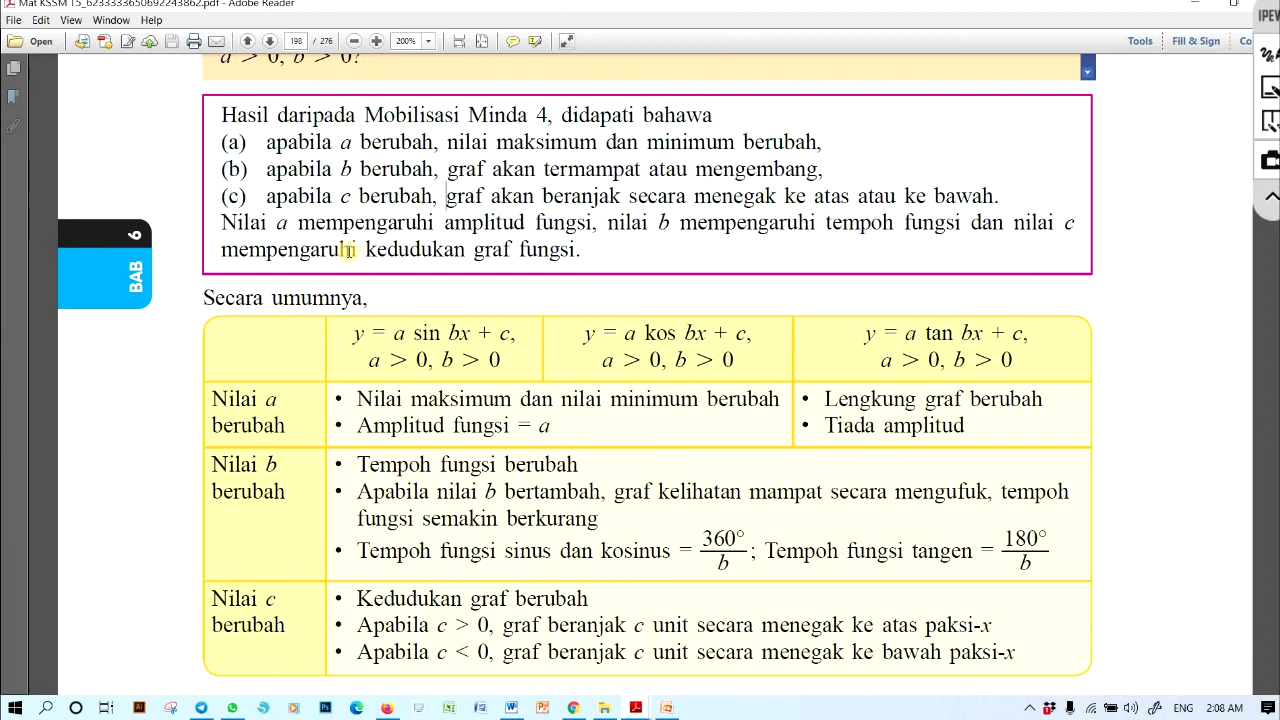 Mat KSSM T5_6233333650692243862.pdf - Adobe Reader
File Edit View Window Help
Open 198 / 276 200% Tools Fill & Sign
IPEV
a > 0, b > 0?
Hasil daripada Mobilisasi Minda 4, didapati bahawa
(a) apabila a berubah, nilai maksimum dan minimum berubah,
(b) apabila b berubah, graf akan termampat atau mengembang,
(c) apabila c berubah, graf akan beranjak secara menegak ke atas atau ke bawah.
Nilai a mempengaruhi amplitud fungsi, nilai b mempengaruhi tempoh fungsi dan nilai c
mempengaruhi kedudukan graf fungsi.
BAB 6
Secara umumnya,
y = a sin bx + c,
a > 0, b > 0
y = a kos bx + c,
a > 0, b > 0
y = a tan bx + c,
a > 0, b > 0
Nilai a
berubah
• Nilai maksimum dan nilai minimum berubah
• Amplitud fungsi = a
• Lengkung graf berubah
• Tiada amplitud
Nilai b
berubah
• Tempoh fungsi berubah
• Apabila nilai b bertambah, graf kelihatan mampat secara mengufuk, tempoh
fungsi semakin berkurang
• Tempoh fungsi sinus dan kosinus = 360°/b; Tempoh fungsi tangen = 180°/b
Nilai c
berubah
• Kedudukan graf berubah
• Apabila c > 0, graf beranjak c unit secara menegak ke atas paksi-x
• Apabila c < 0, graf beranjak c unit secara menegak ke bawah paksi-x
ENG 2:08 AM